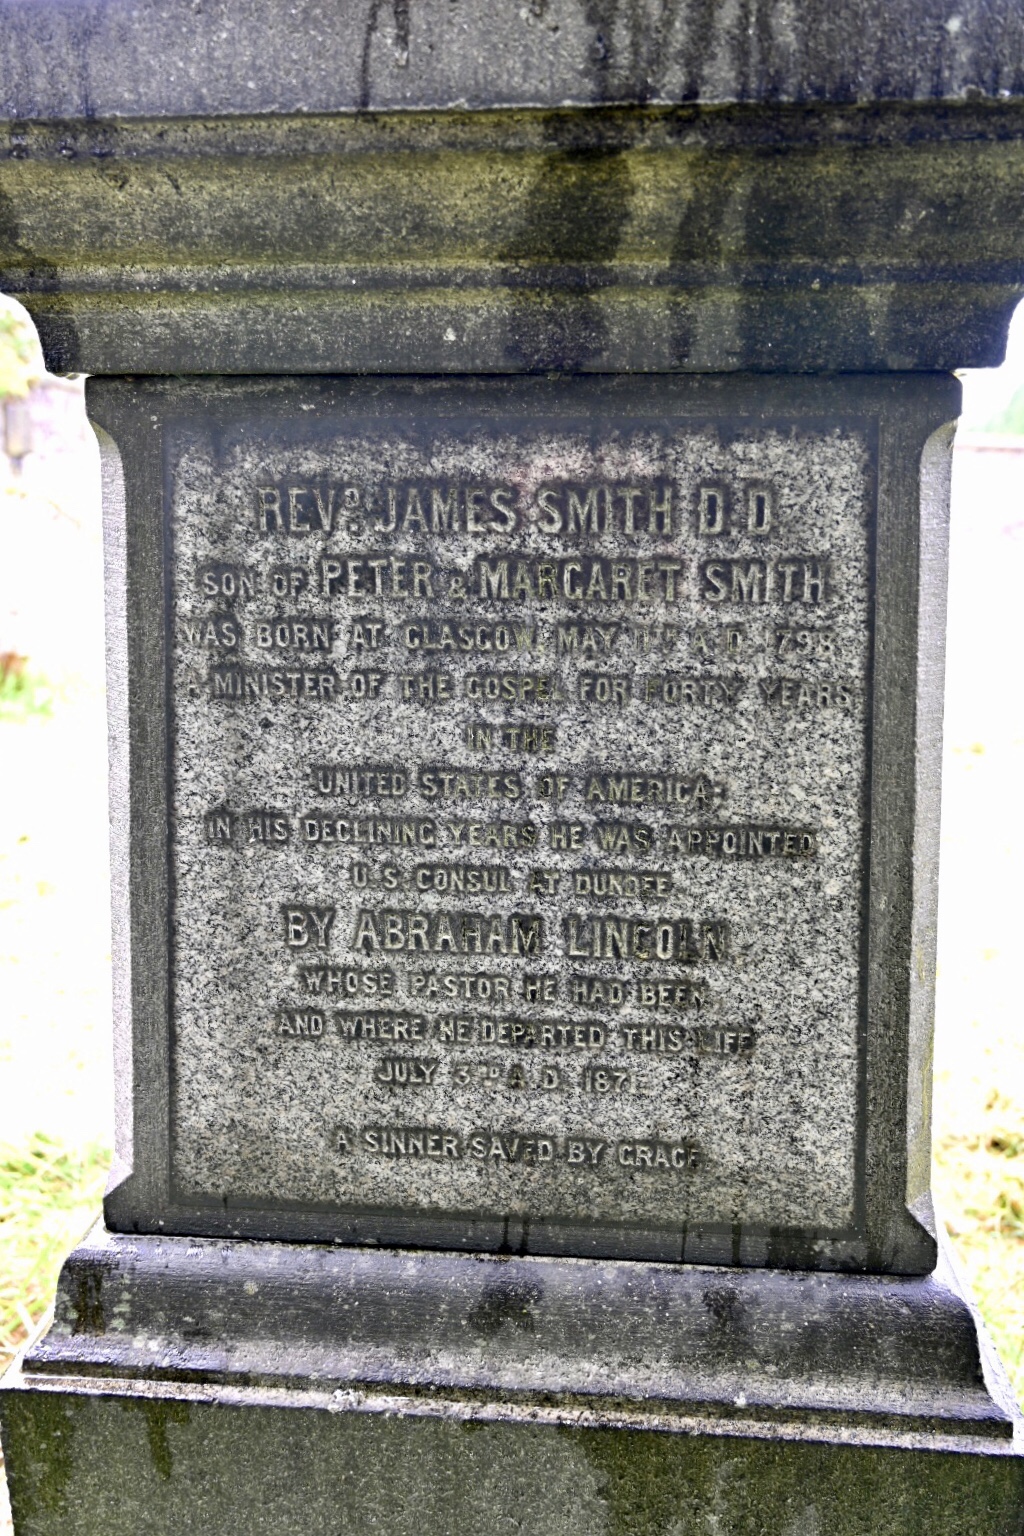 REVD. JAMES SMITH D.D
SON OF PETER & MARGARET SMITH
WAS BORN AT GLASGOW, MAY 11TH A.D. 1798.
A MINISTER OF THE GOSPEL FOR FORTY YEARS
IN THE
UNITED STATES OF AMERICA;
IN HIS DECLINING YEARS HE WAS APPOINTED
U.S. CONSUL AT DUNDEE
BY ABRAHAM LINCOLN
WHOSE PASTOR HE HAD BEEN
AND WHERE HE DEPARTED THIS LIFE
JULY 3RD A.D. 1871.
A SINNER SAVED BY GRACE.